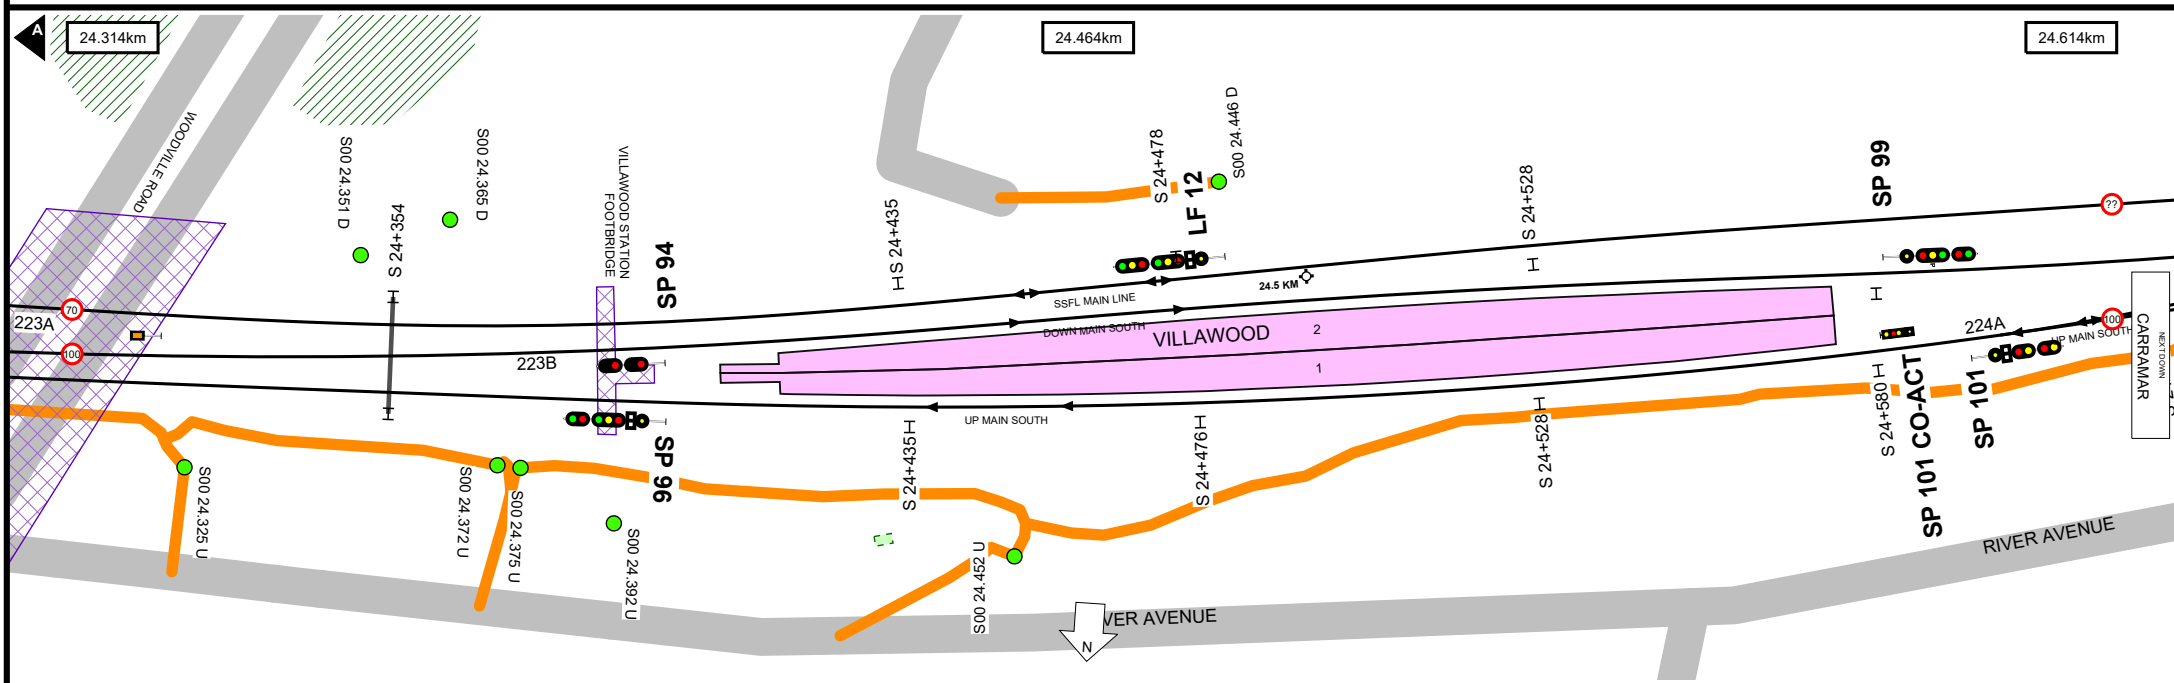 A
24.314km
24.464km
24.614km
WOODVILLE ROAD
S00 24.351 D
S 24+354
S00 24.365 D
VILLAWOOD STATION
FOOTBRIDGE
SP 94
S 24+435
S 24+478
LF 12
S00 24.446 D
S 24+528
SP 99
??
70
223A
100
223B
SSFL MAIN LINE
24.5 KM
DOWN MAIN SOUTH
VILLAWOOD
2
1
UP MAIN SOUTH
224A
100
UP MAIN SOUTH
NEXT DOWN
CARRAMAR
S00 24.325 U
S00 24.372 U
S00 24.375 U
SP 96
S00 24.392 U
S 24+435
S00 24.452 U
S 24+476
S 24+528
S 24+580
SP 101 CO-ACT
SP 101
RIVER AVENUE
VER AVENUE
N